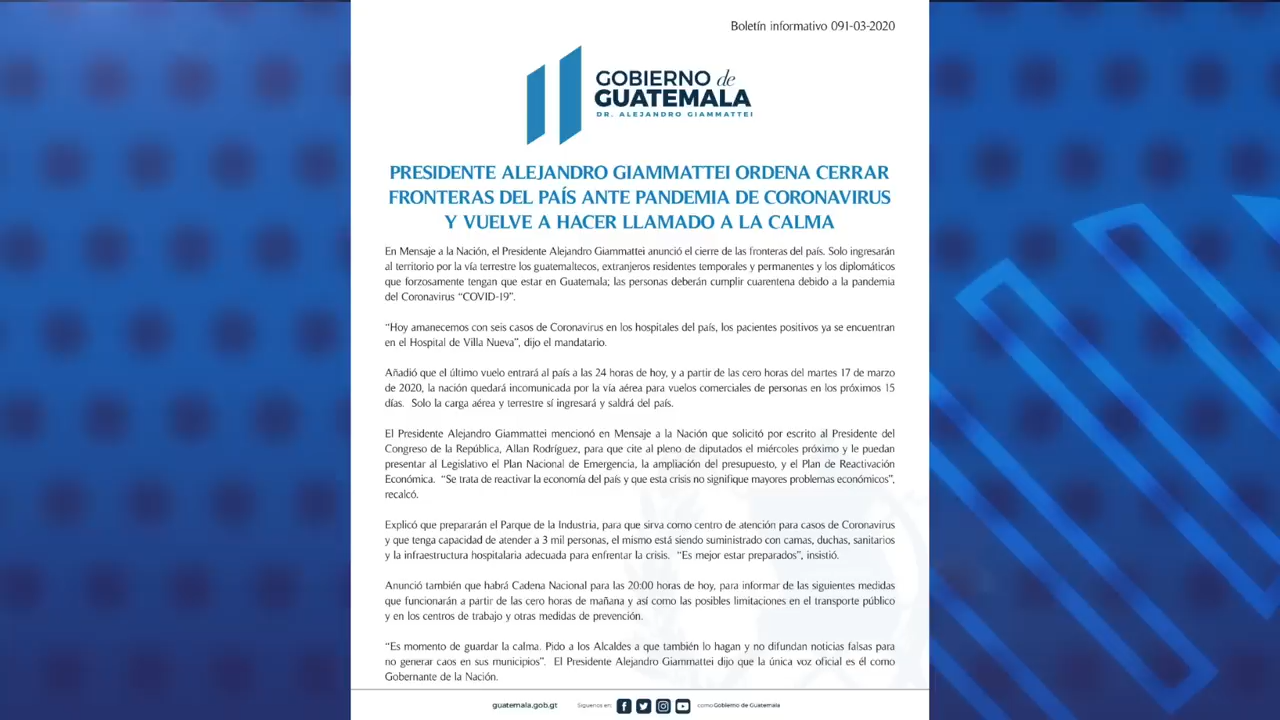 Boletín informativo 091-03-2020
GOBIERNO de
GUATEMALA
DR. ALEJANDRO GIAMMATTEI
PRESIDENTE ALEJANDRO GIAMMATTEI ORDENA CERRAR
FRONTERAS DEL PAÍS ANTE PANDEMIA DE CORONAVIRUS
Y VUELVE A HACER LLAMADO A LA CALMA
En Mensaje a la Nación, el Presidente Alejandro Giammattei anunció el cierre de las fronteras del país. Solo ingresarán
al territorio por la vía terrestre los guatemaltecos, extranjeros residentes temporales y permanentes y los diplomáticos
que forzosamente tengan que estar en Guatemala; las personas deberán cumplir cuarentena debido a la pandemia
del Coronavirus “COVID-19”.
“Hoy amanecemos con seis casos de Coronavirus en los hospitales del país, los pacientes positivos ya se encuentran
en el Hospital de Villa Nueva”, dijo el mandatario.
Añadió que el último vuelo entrará al país a las 24 horas de hoy, y a partir de las cero horas del martes 17 de marzo
de 2020, la nación quedará incomunicada por la vía aérea para vuelos comerciales de personas en los próximos 15
días. Solo la carga aérea y terrestre sí ingresará y saldrá del país.
El Presidente Alejandro Giammattei mencionó en Mensaje a la Nación que solicitó por escrito al Presidente del
Congreso de la República, Allan Rodríguez, para que cite al pleno de diputados el miércoles próximo y le puedan
presentar al Legislativo el Plan Nacional de Emergencia, la ampliación del presupuesto, y el Plan de Reactivación
Económica. “Se trata de reactivar la economía del país y que esta crisis no signifique mayores problemas económicos”,
recalcó.
Explicó que prepararán el Parque de la Industria, para que sirva como centro de atención para casos de Coronavirus
y que tenga capacidad de atender a 3 mil personas, el mismo está siendo suministrado con camas, duchas, sanitarios
y la infraestructura hospitalaria adecuada para enfrentar la crisis. “Es mejor estar preparados”, insistió.
Anunció también que habrá Cadena Nacional para las 20:00 horas de hoy, para informar de las siguientes medidas
que funcionarán a partir de las cero horas de mañana y así como las posibles limitaciones en el transporte público
y en los centros de trabajo y otras medidas de prevención.
“Es momento de guardar la calma. Pido a los Alcaldes a que también lo hagan y no difundan noticias falsas para
no generar caos en sus municipios”. El Presidente Alejandro Giammattei dijo que la única voz oficial es él como
Gobernante de la Nación.
guatemala.gob.gt Síguenos en: como Gobierno de Guatemala